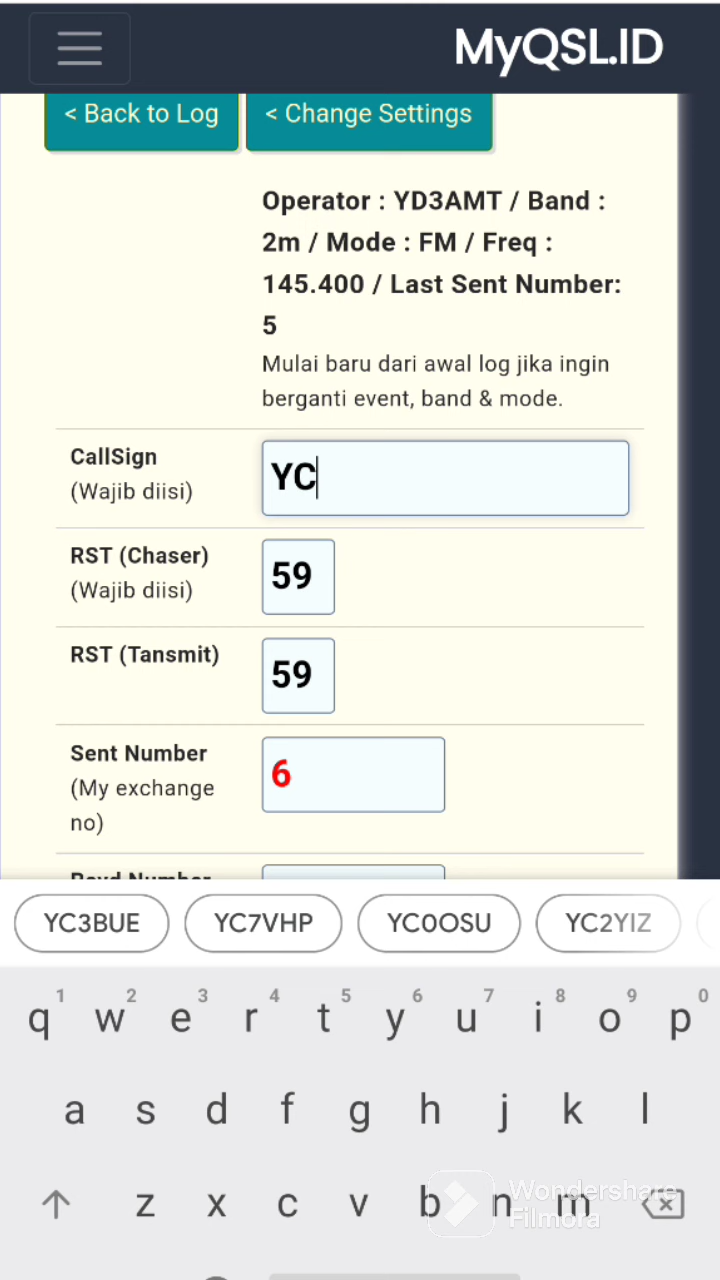 MyQSL.ID
< Back to Log
< Change Settings
Operator : YD3AMT / Band :
2m / Mode : FM / Freq :
145.400 / Last Sent Number:
5
Mulai baru dari awal log jika ingin
berganti event, band & mode.
CallSign
(Wajib diisi)
YC
RST (Chaser)
(Wajib diisi)
59
RST (Tansmit)
59
Sent Number
(My exchange
no)
6
YC3BUE YC7VHP YC0OSU YC2YIZ
1 2 3 4 5 6 7 8 9 0
q w e r t y u i o p
a s d f g h j k l
z x c v b n m
Wondershare
Filmora